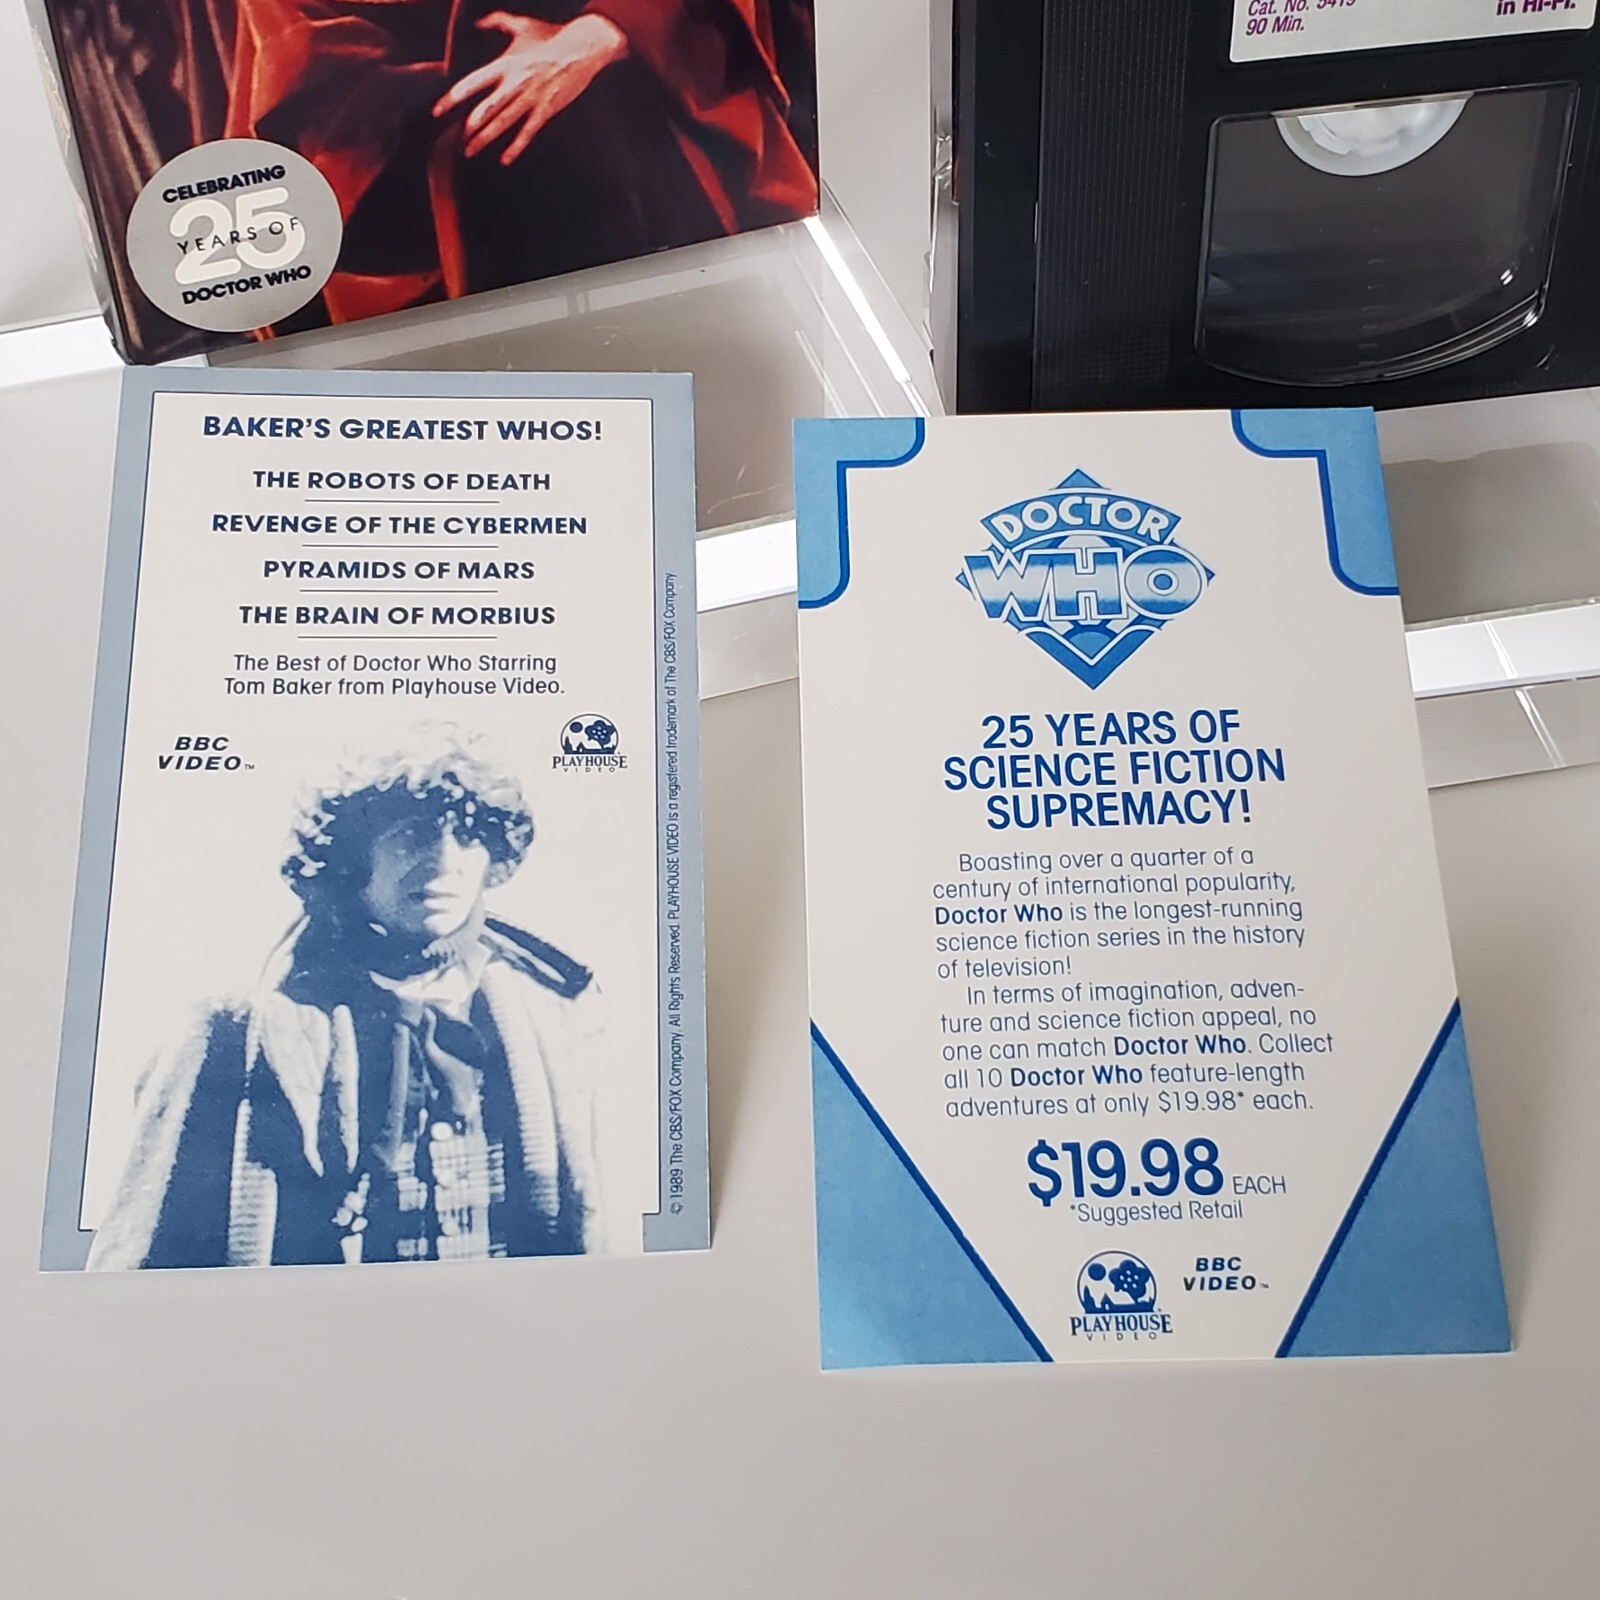 Cat. No. 5419
90 Min.
in Hi-Fi.
CELEBRATING
25
YEARS OF
DOCTOR WHO
BAKER'S GREATEST WHOS!
THE ROBOTS OF DEATH
REVENGE OF THE CYBERMEN
PYRAMIDS OF MARS
THE BRAIN OF MORBIUS
The Best of Doctor Who Starring
Tom Baker from Playhouse Video.
BBC
VIDEO™
PLAYHOUSE
VIDEO
© 1989 The CBS/FOX Company. All Rights Reserved. PLAYHOUSE VIDEO is a registered trademark of The CBS/FOX Company
DOCTOR
WHO
25 YEARS OF
SCIENCE FICTION
SUPREMACY!
Boasting over a quarter of a
century of international popularity,
Doctor Who is the longest-running
science fiction series in the history
of television!
In terms of imagination, adven-
ture and science fiction appeal, no
one can match Doctor Who. Collect
all 10 Doctor Who feature-length
adventures at only $19.98* each.
$19.98 EACH
*Suggested Retail
PLAYHOUSE
VIDEO
BBC
VIDEO™